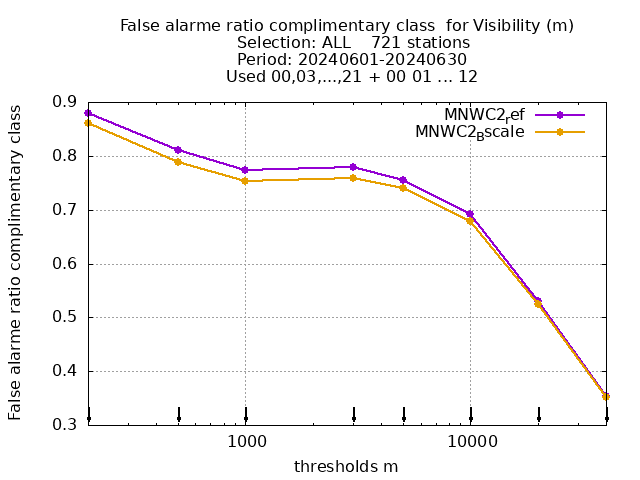 False alarme ratio complimentary class  for Visibility (m)
Selection: ALL    721 stations
Period: 20240601-20240630
Used 00,03,...,21 + 00 01 ... 12
False alarme ratio complimentary class
MNWC2_ref
MNWC2_Bscale
0.9
0.8
0.7
0.6
0.5
0.4
0.3
1000
10000
thresholds m